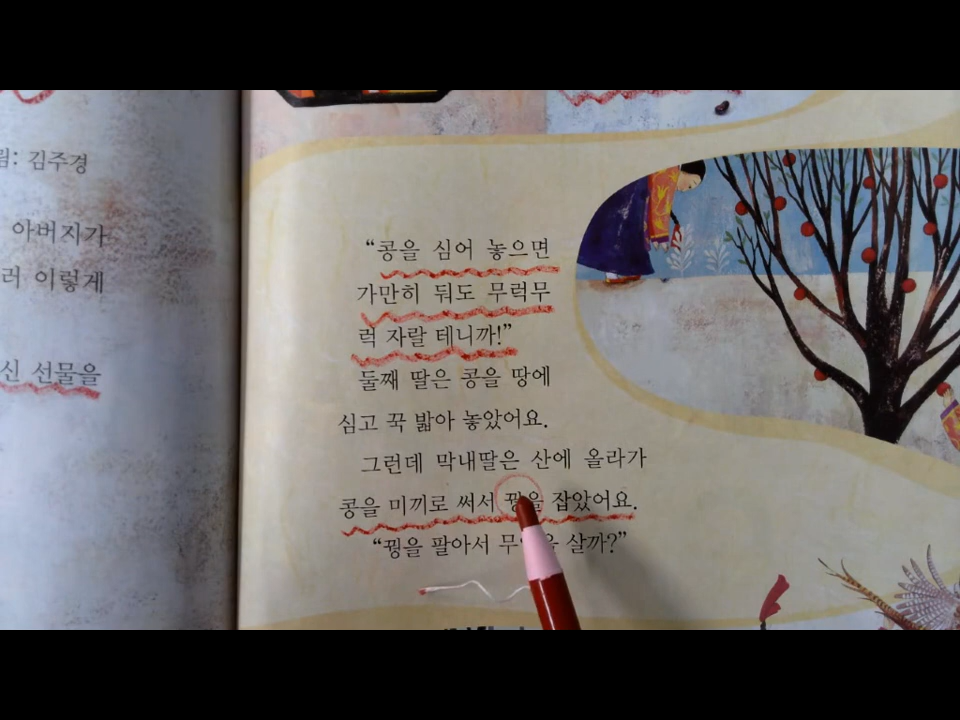 림: 김주경
아버지가
러 이렇게
신 선물을
“콩을 심어 놓으면
가만히 둬도 무럭무
럭 자랄 테니까!”
둘째 딸은 콩을 땅에
심고 꾹 밟아 놓았어요.
그런데 막내딸은 산에 올라가
콩을 미끼로 써서 꿩을 잡았어요.
“꿩을 팔아서 살까?”